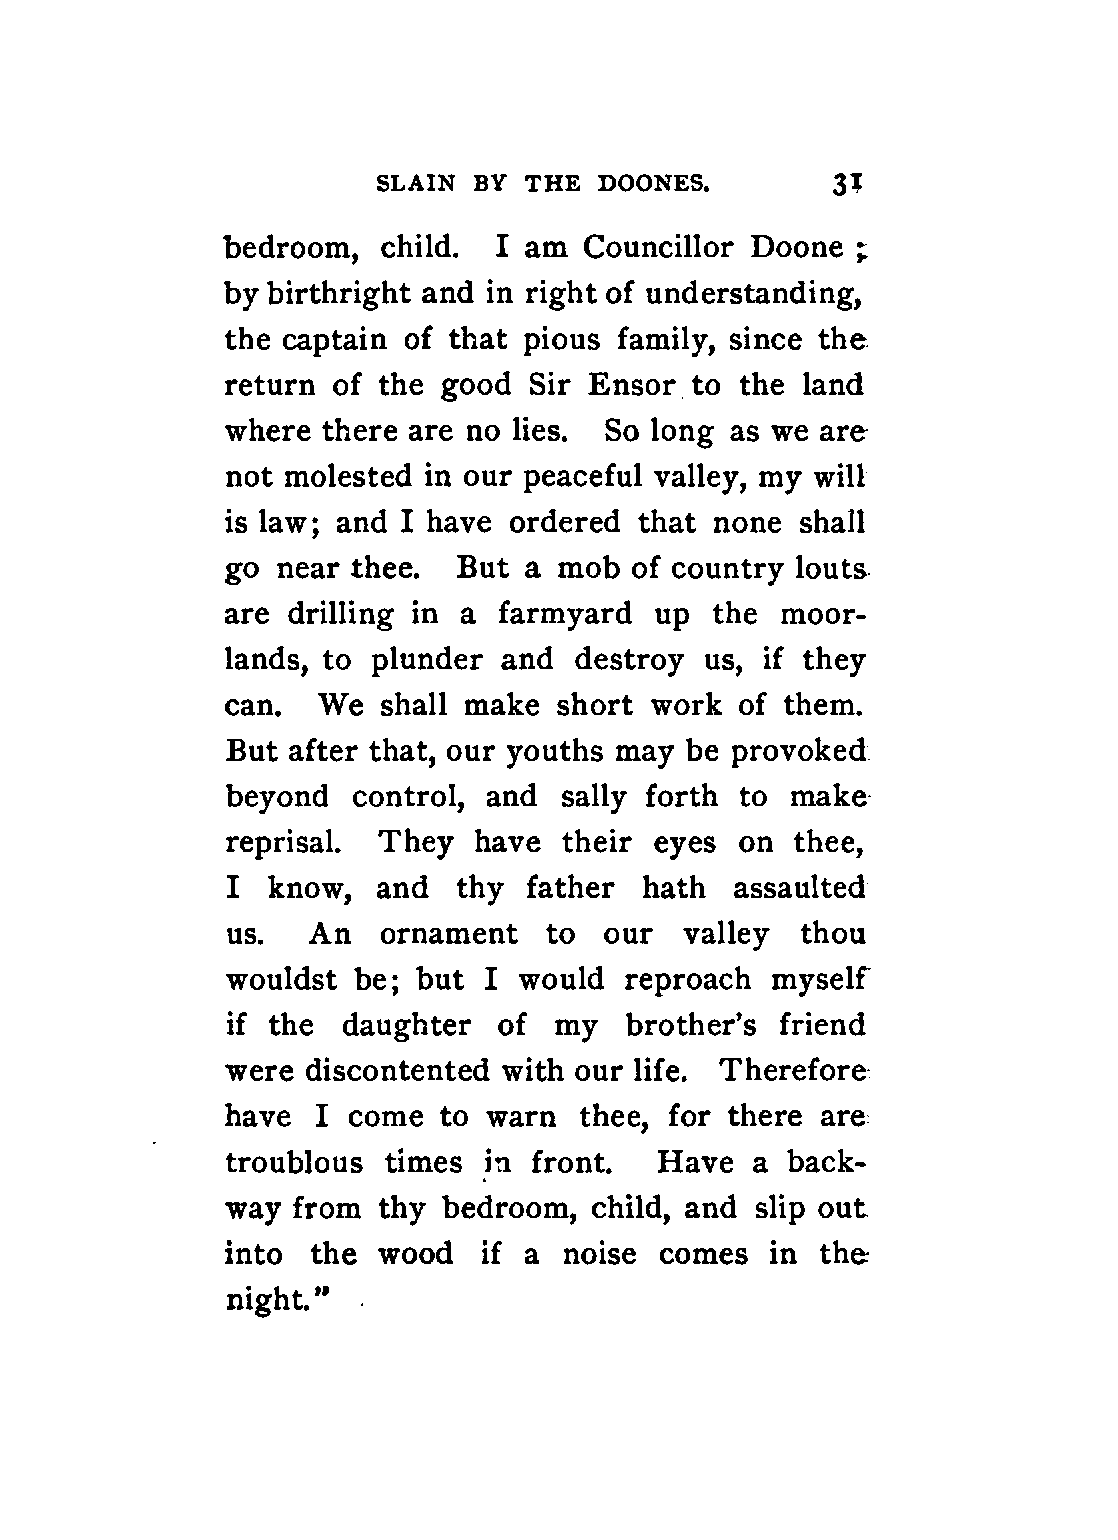 SLAIN BY THE DOONES. 31
bedroom, child. I am Councillor Doone ;
by birthright and in right of understanding,
the captain of that pious family, since the
return of the good Sir Ensor to the land
where there are no lies. So long as we are
not molested in our peaceful valley, my will
is law; and I have ordered that none shall
go near thee. But a mob of country louts
are drilling in a farmyard up the moor-
lands, to plunder and destroy us, if they
can. We shall make short work of them.
But after that, our youths may be provoked
beyond control, and sally forth to make
reprisal. They have their eyes on thee,
I know, and thy father hath assaulted
us. An ornament to our valley thou
wouldst be; but I would reproach myself
if the daughter of my brother's friend
were discontented with our life. Therefore
have I come to warn thee, for there are
troublous times in front. Have a back-
way from thy bedroom, child, and slip out
into the wood if a noise comes in the
night."